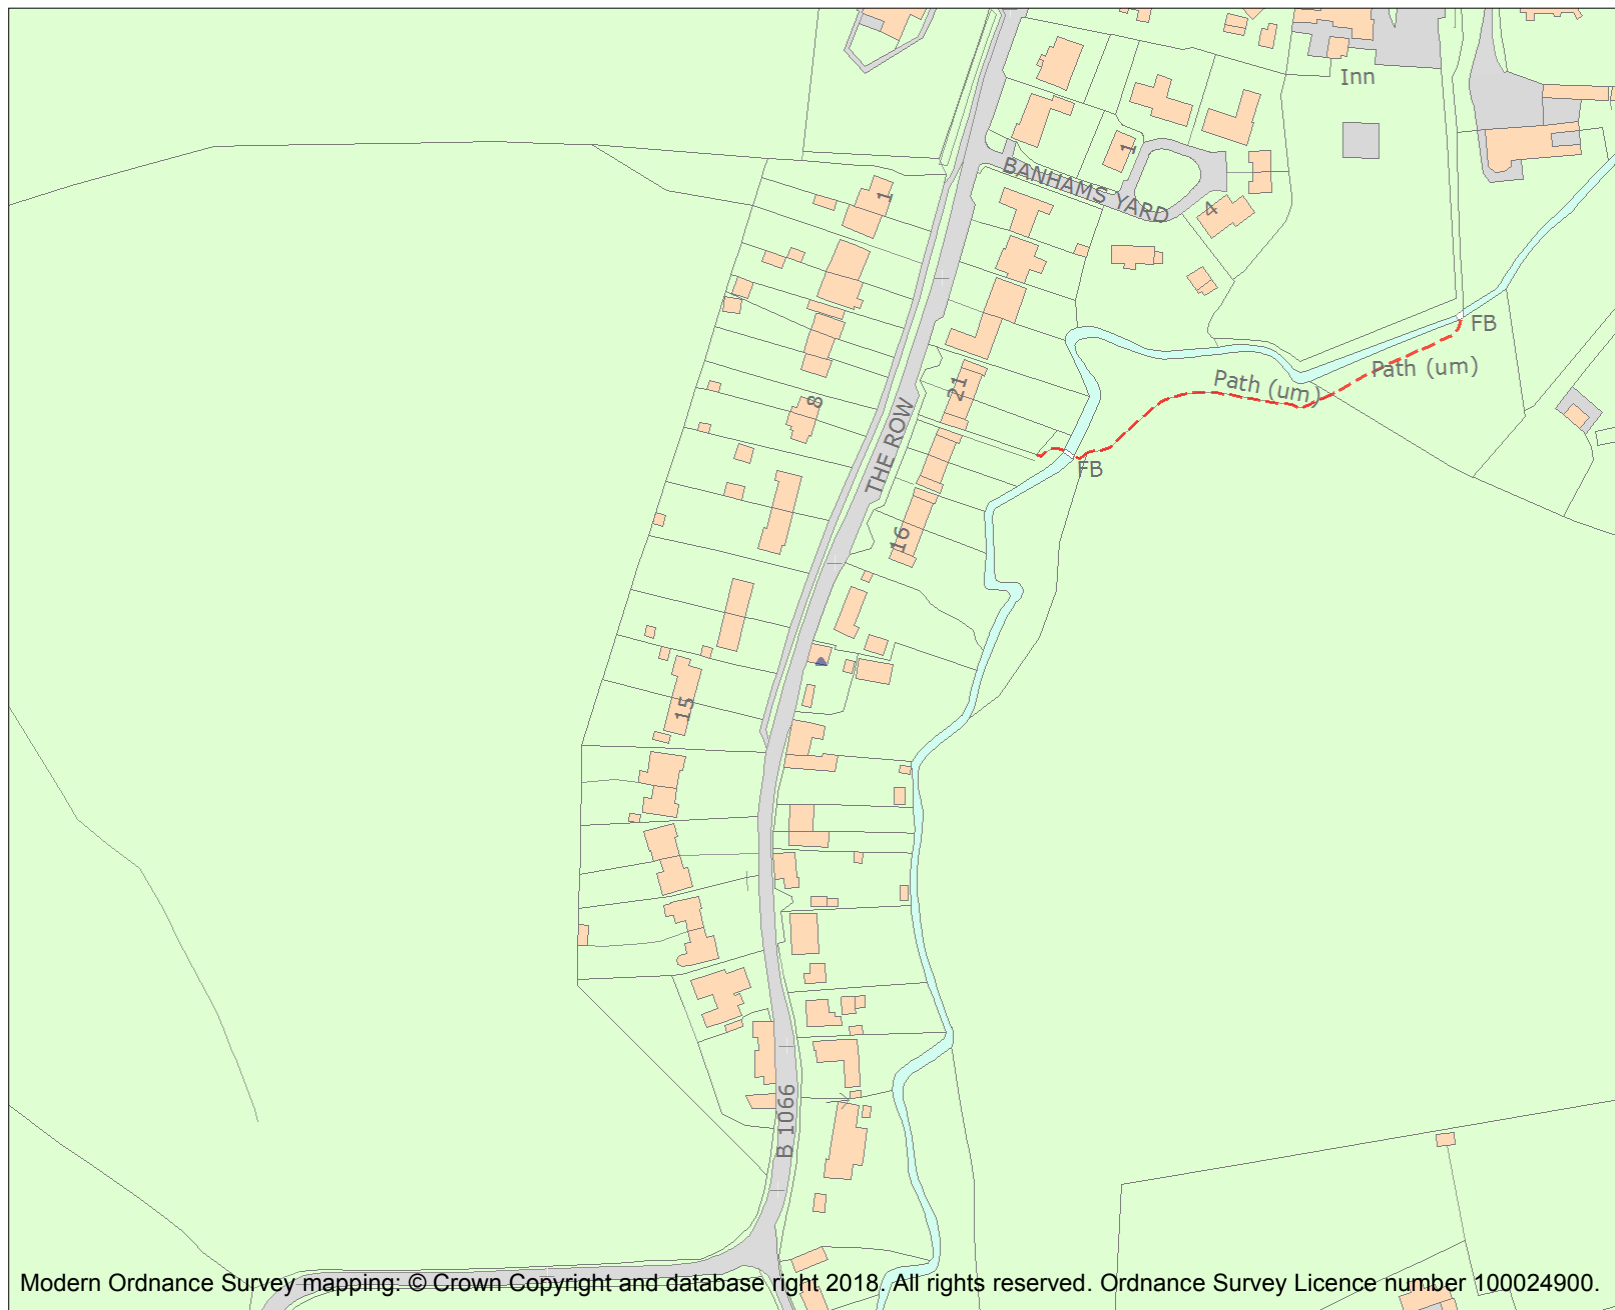 Inn
1
BANHAMS YARD
1
4
FB
Path (um)
Path (um)
21
8
THE ROW
FB
16
15
B 1066
Modern Ordnance Survey mapping: © Crown Copyright and database right 2018. All rights reserved. Ordnance Survey Licence number 100024900.